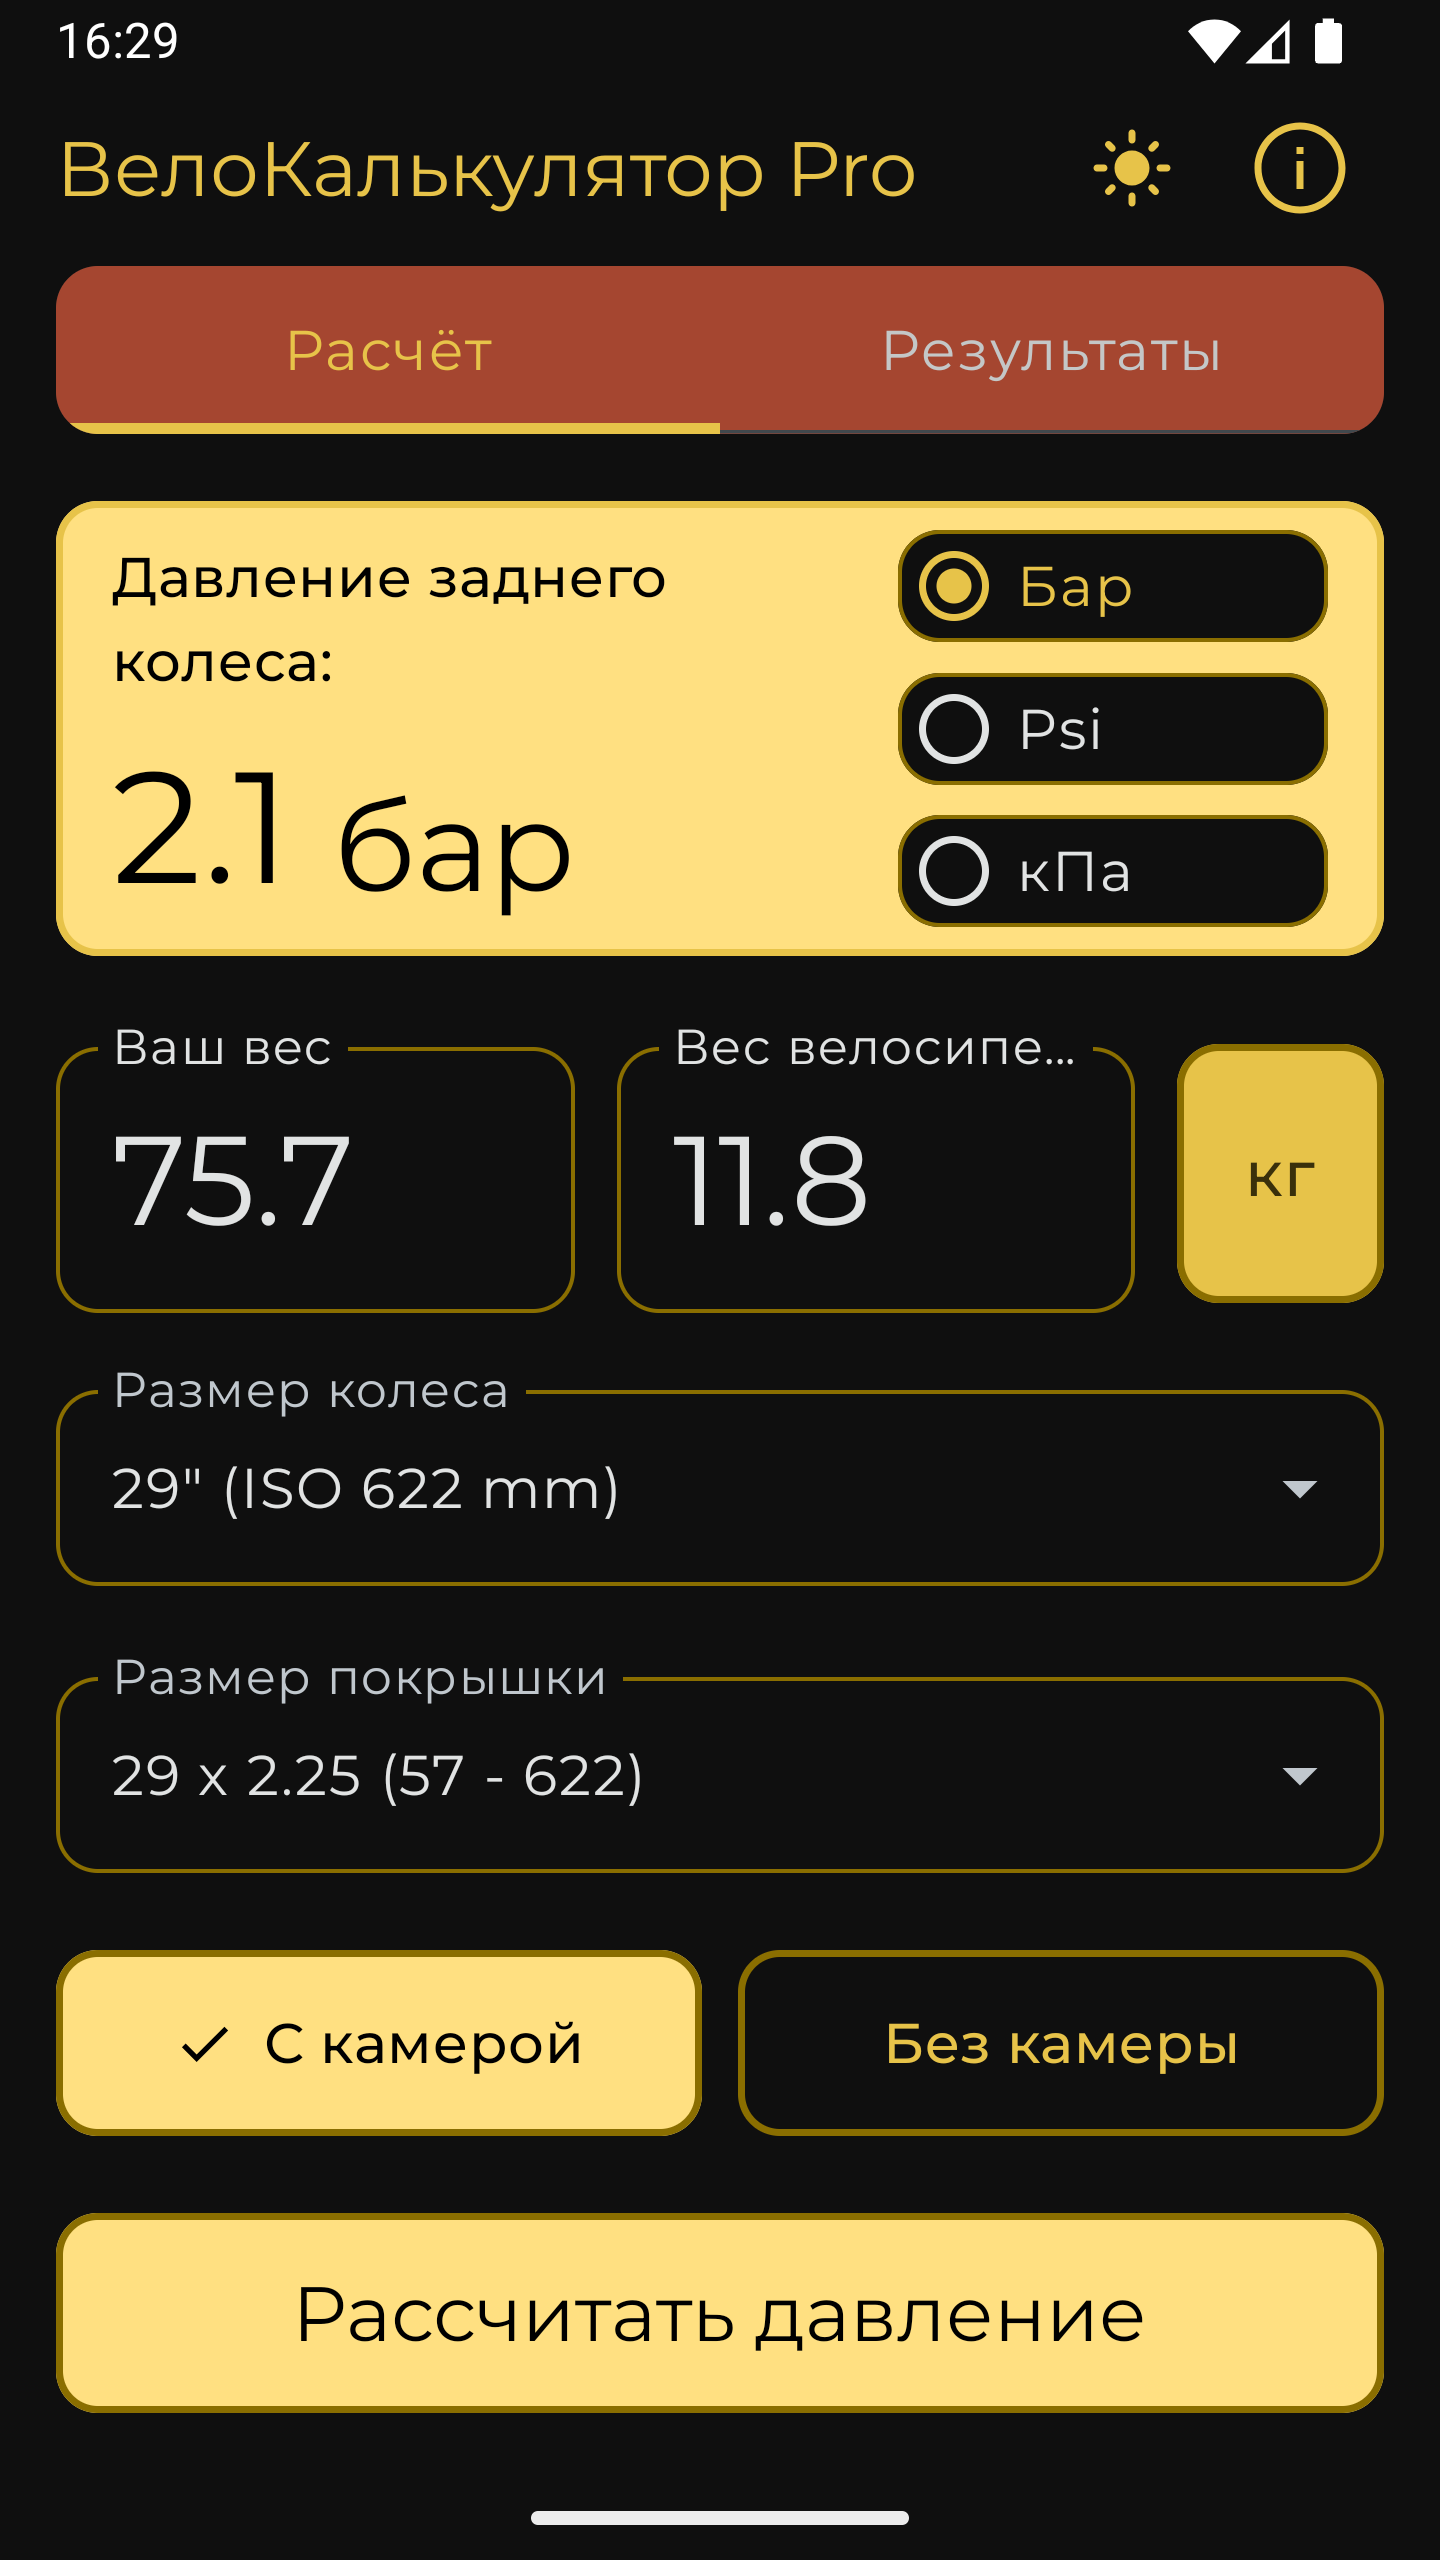 16:29
ВелоКалькулятор Pro
Расчёт
Результаты
Давление заднего
колеса:
2.1 бар
Бар
Psi
кПа
Ваш вес
75.7
Вес велосипе...
11.8
кг
Размер колеса
29" (ISO 622 mm)
Размер покрышки
29 x 2.25 (57 - 622)
С камерой
Без камеры
Рассчитать давление